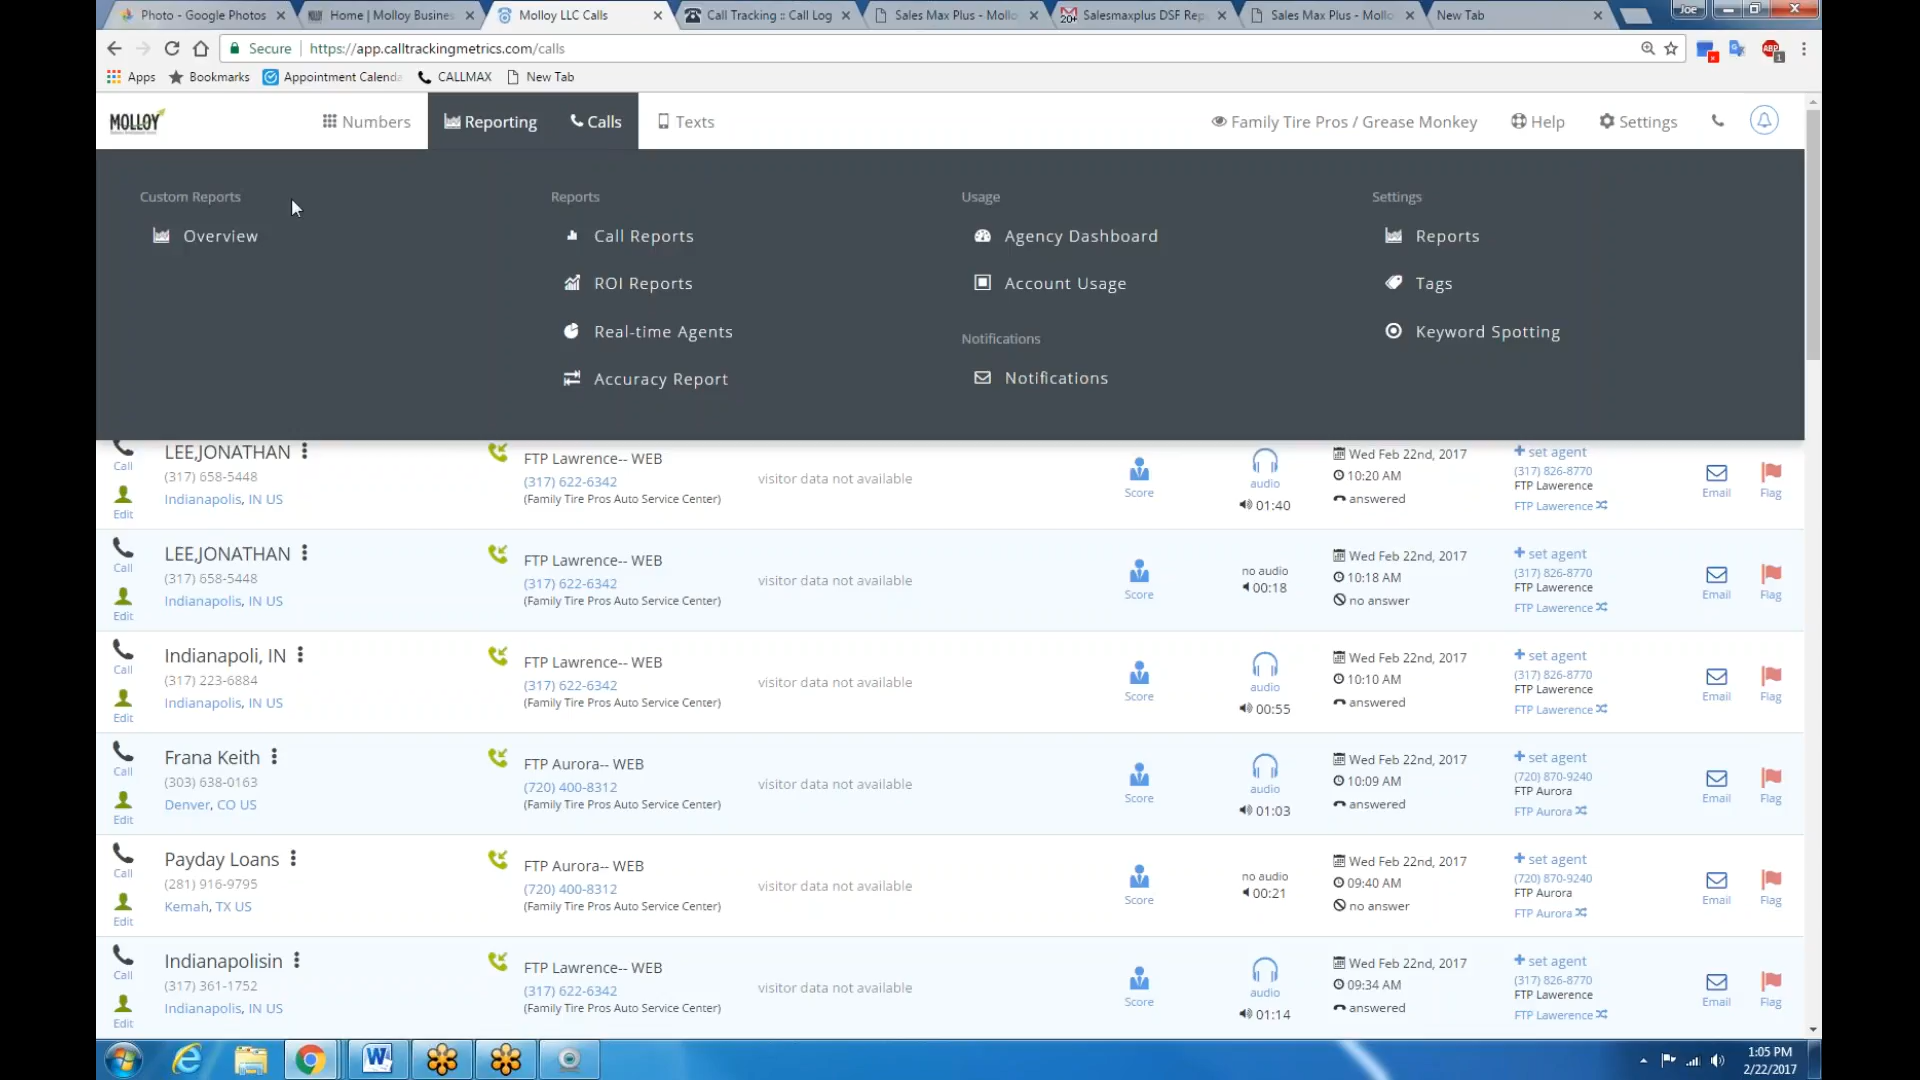 Photo - Google Photos
Home | Molloy Busines
Molloy LLC Calls
Call Tracking :: Call Log
Sales Max Plus - Mollo
Salesmaxplus DSF Rep
Sales Max Plus - Mollo
New Tab
Joe
Secure
https://app.calltrackingmetrics.com/calls
Apps
Bookmarks
Appointment Calenda
CALLMAX
New Tab
MOLLOY
Numbers
Reporting
Calls
Texts
Family Tire Pros / Grease Monkey
Help
Settings
Custom Reports
Overview
Reports
Call Reports
ROI Reports
Real-time Agents
Accuracy Report
Usage
Agency Dashboard
Account Usage
Notifications
Notifications
Settings
Reports
Tags
Keyword Spotting
Call
Edit
LEE,JONATHAN
(317) 658-5448
Indianapolis, IN US
FTP Lawrence-- WEB
(317) 622-6342
(Family Tire Pros Auto Service Center)
visitor data not available
Score
audio
01:40
Wed Feb 22nd, 2017
10:20 AM
answered
+ set agent
(317) 826-8770
FTP Lawerence
FTP Lawerence
Email
Flag
Call
Edit
LEE,JONATHAN
(317) 658-5448
Indianapolis, IN US
FTP Lawrence-- WEB
(317) 622-6342
(Family Tire Pros Auto Service Center)
visitor data not available
Score
no audio
00:18
Wed Feb 22nd, 2017
10:18 AM
no answer
+ set agent
(317) 826-8770
FTP Lawerence
FTP Lawerence
Email
Flag
Call
Edit
Indianapoli, IN
(317) 223-6884
Indianapolis, IN US
FTP Lawrence-- WEB
(317) 622-6342
(Family Tire Pros Auto Service Center)
visitor data not available
Score
audio
00:55
Wed Feb 22nd, 2017
10:10 AM
answered
+ set agent
(317) 826-8770
FTP Lawerence
FTP Lawerence
Email
Flag
Call
Edit
Frana Keith
(303) 638-0163
Denver, CO US
FTP Aurora-- WEB
(720) 400-8312
(Family Tire Pros Auto Service Center)
visitor data not available
Score
audio
01:03
Wed Feb 22nd, 2017
10:09 AM
answered
+ set agent
(720) 870-9240
FTP Aurora
FTP Aurora
Email
Flag
Call
Edit
Payday Loans
(281) 916-9795
Kemah, TX US
FTP Aurora-- WEB
(720) 400-8312
(Family Tire Pros Auto Service Center)
visitor data not available
Score
no audio
00:21
Wed Feb 22nd, 2017
09:40 AM
no answer
+ set agent
(720) 870-9240
FTP Aurora
FTP Aurora
Email
Flag
Call
Edit
Indianapolisin
(317) 361-1752
Indianapolis, IN US
FTP Lawrence-- WEB
(317) 622-6342
(Family Tire Pros Auto Service Center)
visitor data not available
Score
audio
01:14
Wed Feb 22nd, 2017
09:34 AM
answered
+ set agent
(317) 826-8770
FTP Lawerence
FTP Lawerence
Email
Flag
1:05 PM
2/22/2017